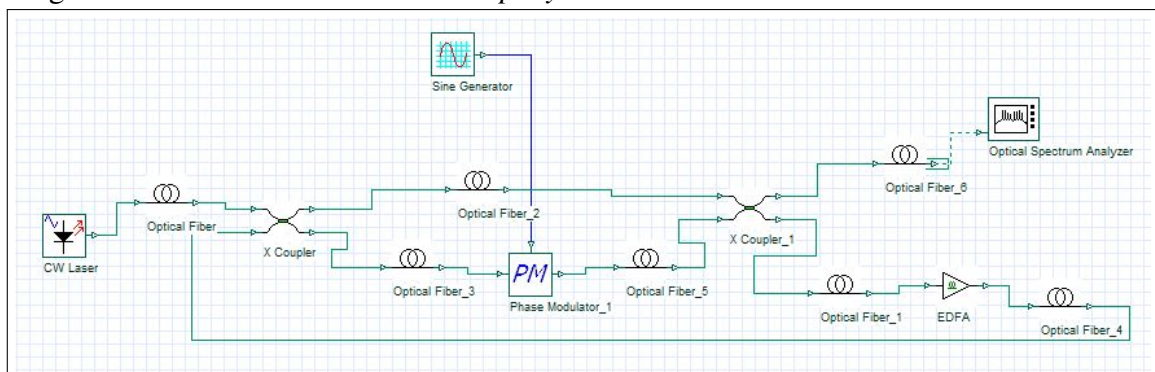 Sine Generator
Optical Spectrum Analyzer
Optical Fiber_6
Optical Fiber_2
Optical Fiber
X Coupler
X Coupler_1
CW Laser
Optical Fiber_3
PM
Phase Modulator_1
Optical Fiber_5
Optical Fiber_1
EDFA
Optical Fiber_4